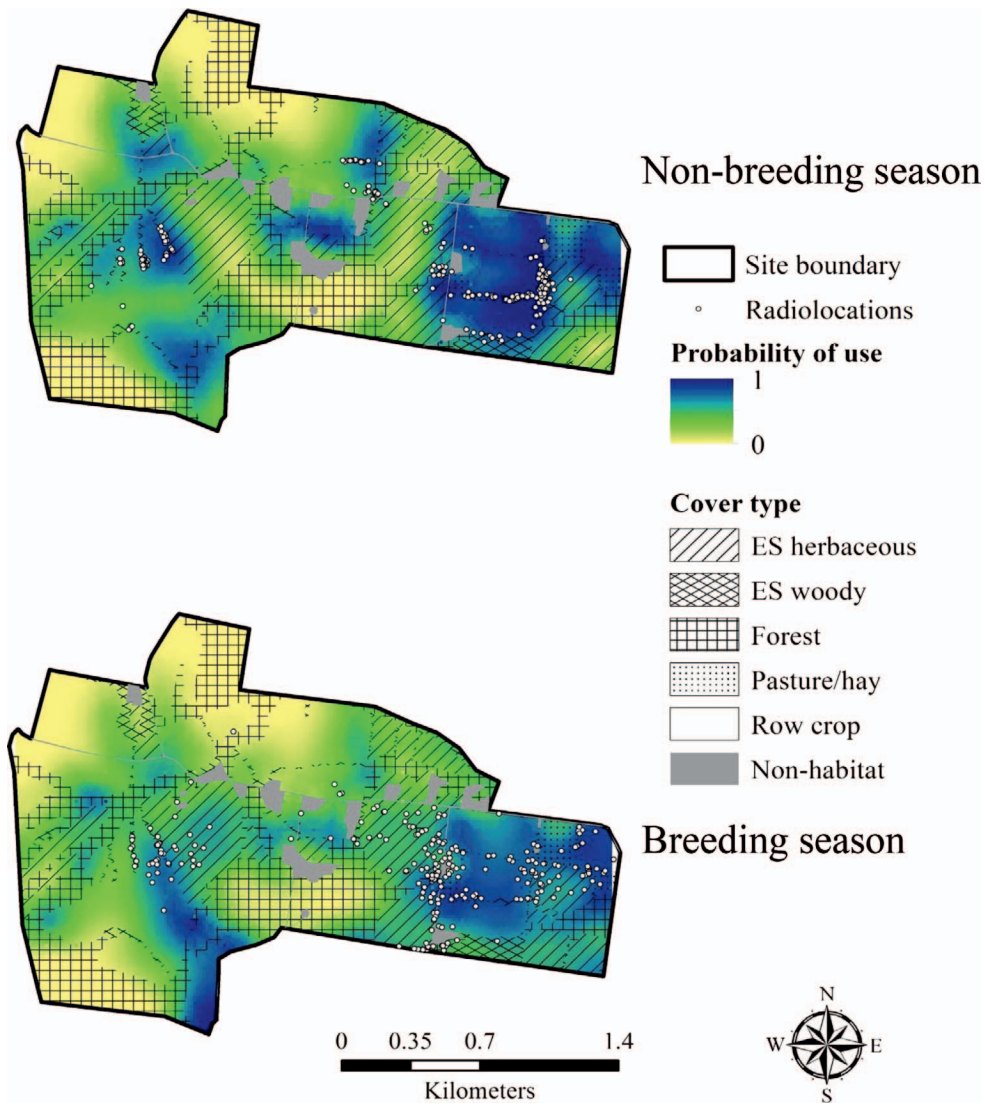 Non-breeding season
Site boundary
Radiolocations
Probability of use
1
0
Cover type
ES herbaceous
ES woody
Forest
Pasture/hay
Row crop
Non-habitat
Breeding season
0 0.35 0.7 1.4
Kilometers
N
W E
S